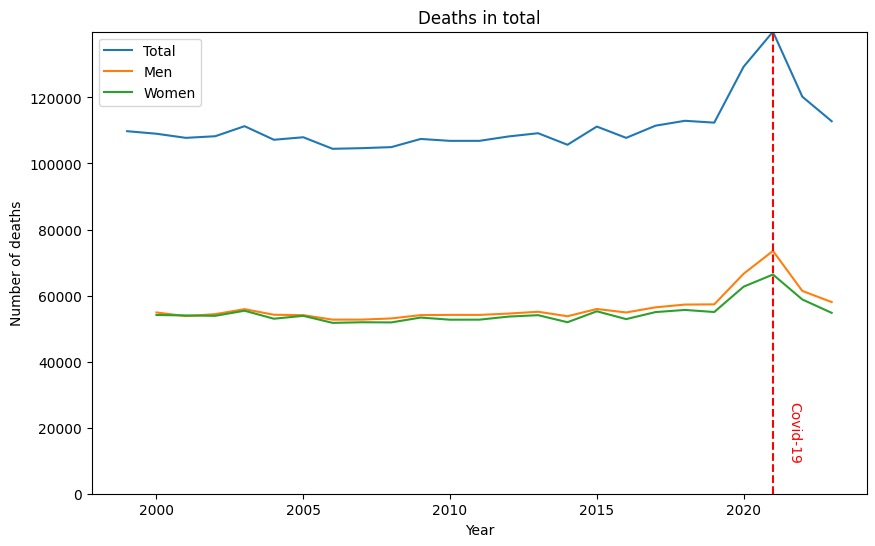 Deaths in total
Total
Men
Women
120000
100000
80000
60000
40000
20000
0
Number of deaths
Covid-19
2000
2005
2010
2015
2020
Year